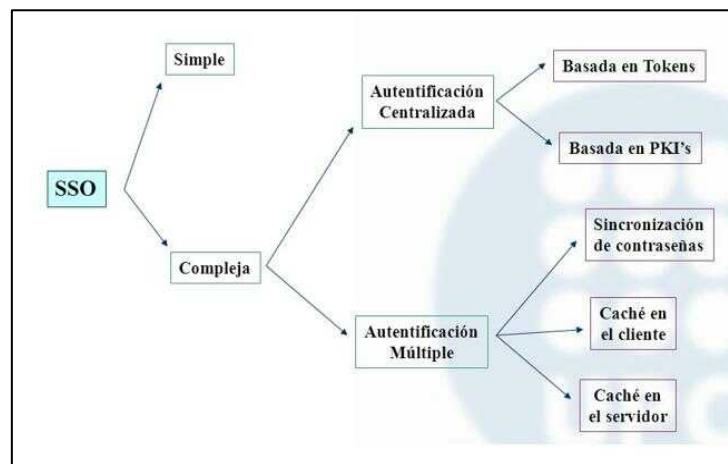 SSO
Simple
Compleja
Autentificación
Centralizada
Autentificación
Múltiple
Basada en Tokens
Basada en PKI's
Sincronización
de contraseñas
Caché en
el cliente
Caché en
el servidor